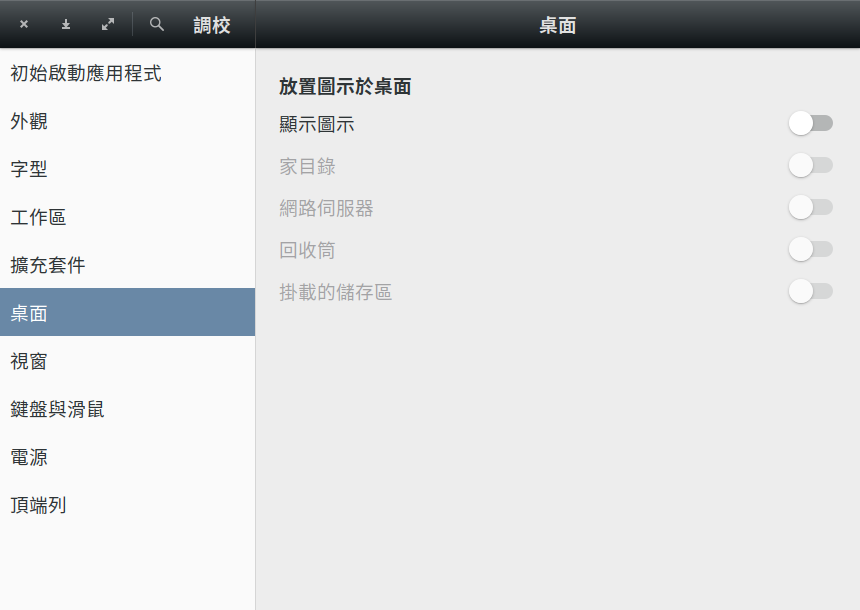 調校
桌面
初始啟動應用程式
外觀
字型
工作區
擴充套件
桌面
視窗
鍵盤與滑鼠
電源
頂端列
放置圖示於桌面
顯示圖示
家目錄
網路伺服器
回收筒
掛載的儲存區